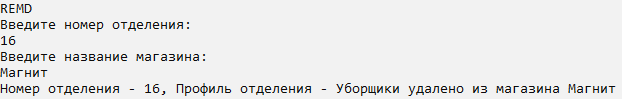 REMD
Введите номер отделения:
16
Введите название магазина:
Магнит
Номер отделения - 16, Профиль отделения - Уборщики удалено из магазина Магнит